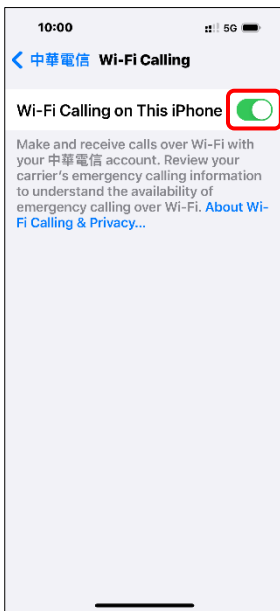 10:00 5G
中華電信 Wi-Fi Calling
Wi-Fi Calling on This iPhone
Make and receive calls over Wi-Fi with
your 中華電信 account. Review your
carrier's emergency calling information
to understand the availability of
emergency calling over Wi-Fi. About Wi-
Fi Calling & Privacy...